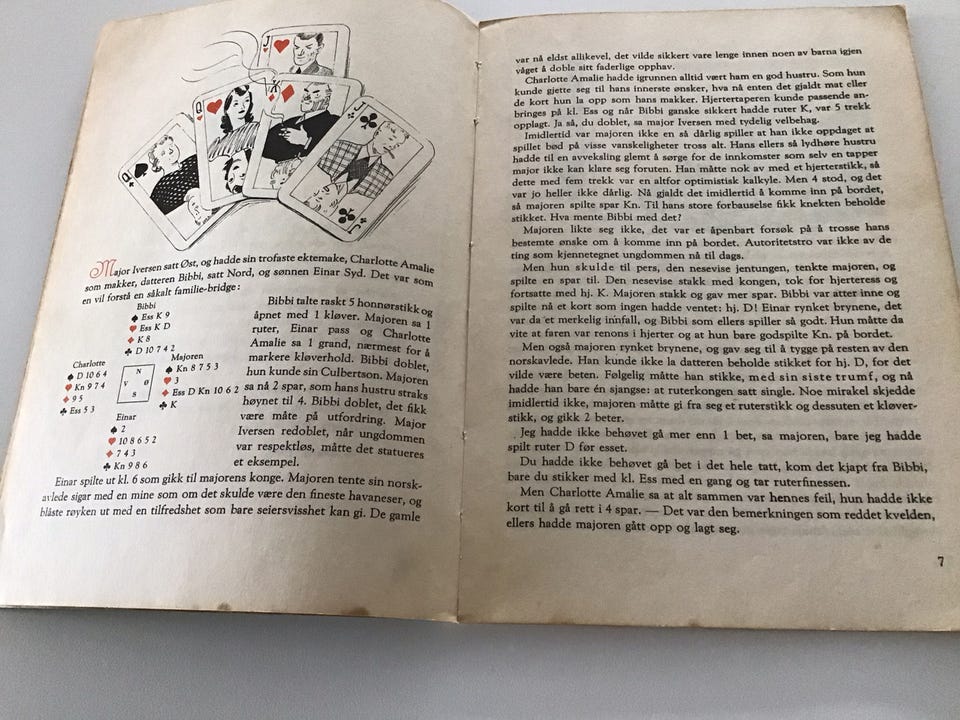 J
Q
K
Q
J
J
Major Iversen satt Øst, og hadde sin trofaste ektemake, Charlotte Amalie
som makker, datteren Bibbi, satt Nord, og sønnen Einar Syd. Det var som
en vil forstå en såkalt familie-bridge:
Bibbi
♠ Ess K 9
♥ Ess K D
♦ K 8
♣ D 10 7 4 2
Charlotte
♠ D 10 6 4
♥ Kn 9 7 4
♦ 9 5
♣ Ess 5 3
N
V Ø
S
Majoren
♠ Kn 8 7 5 3
♥ 3
♦ Ess D Kn 10 6 2
♣ K
Einar
♠ 2
♥ 10 8 6 5 2
♦ 7 4 3
♣ Kn 9 8 6
Bibbi talte raskt 5 honnørstikk og
åpnet med 1 kløver. Majoren sa 1
ruter, Einar pass og Charlotte
Amalie sa 1 grand, nærmest for å
markere kløverhold. Bibbi doblet,
hun kunde sin Culbertson. Majoren
sa nå 2 spar, som hans hustru straks
høynet til 4. Bibbi doblet, det fikk
være måte på utfordring. Major
Iversen redoblet, når ungdommen
var respektløs, måtte det statueres
et eksempel.
Einar spilte ut kl. 6 som gikk til majorens konge. Majoren tente sin norsk-
avlede sigar med en mine som om det skulde være den fineste havaneser, og
blåste røyken ut med en tilfredshet som bare seiersvisshet kan gi. De gamle
var nå eldst allikevel, det vilde sikkert vare lenge innen noen av barna igjen
våget å doble sitt faderlige opphav.
Charlotte Amalie hadde igrunnen alltid vært ham en god hustru. Som hun
kunde gjette seg til hans innerste ønsker, hva nå enten det gjaldt mat eller
de kort hun la opp som hans makker. Hjertertaperen kunde passende an-
bringes på kl. Ess og når Bibbi ganske sikkert hadde ruter K, var 5 trekk
opplagt. Ja så, du doblet, sa major Iversen med tydelig velbehag.
Imidlertid var majoren ikke en så dårlig spiller at han ikke oppdaget at
spillet bød på visse vanskeligheter tross alt. Hans ellers så lydhøre hustru
hadde til en avveksling glemt å sørge for de innkomster som selv en tapper
major ikke kan klare seg foruten. Han måtte nok av med et hjerterstikk, så
dette med fem trekk var en altfor optimistisk kalkyle. Men 4 stod, og det
var jo heller ikke dårlig. Nå gjaldt det imidlertid å komme inn på bordet,
så majoren spilte spar Kn. Til hans store forbauselse fikk knekten beholde
stikket. Hva mente Bibbi med det?
Majoren likte seg ikke, det var et åpenbart forsøk på å trosse hans
bestemte ønske om å komme inn på bordet. Autoritetstro var ikke av de
ting som kjennetegnet ungdommen nå til dags.
Men hun skulde til pers, den nesevise jentungen, tenkte majoren, og
spilte en spar til. Den nesevise stakk med kongen, tok for hjerteress og
fortsatte med hj. K. Majoren stakk og gav mer spar. Bibbi var atter inne og
spilte nå et kort som ingen hadde ventet: hj. D! Einar rynket brynene, det
var da et merkelig innfall, og Bibbi som ellers spiller så godt. Hun måtte da
vite at faren var renons i hjerter og at hun bare godspilte Kn. på bordet.
Men også majoren rynket brynene, og gav seg til å tygge på resten av den
norskavlede. Han kunde ikke la datteren beholde stikket for hj. D, for det
vilde være beten. Følgelig måtte han stikke, med sin siste trumf, og nå
hadde han bare én sjangse: at ruterkongen satt single. Noe mirakel skjedde
imidlertid ikke, majoren måtte gi fra seg et ruterstikk og dessuten et kløver-
stikk, og gikk 2 beter.
Jeg hadde ikke behøvet gå mer enn 1 bet, sa majoren, bare jeg hadde
spilt ruter D før esset.
Du hadde ikke behøvet gå bet i det hele tatt, kom det kjapt fra Bibbi,
bare du stikker med kl. Ess med en gang og tar ruterfinessen.
Men Charlotte Amalie sa at alt sammen var hennes feil, hun hadde ikke
kort til å gå rett i 4 spar. — Det var den bemerkningen som reddet kvelden,
ellers hadde majoren gått opp og lagt seg.
7